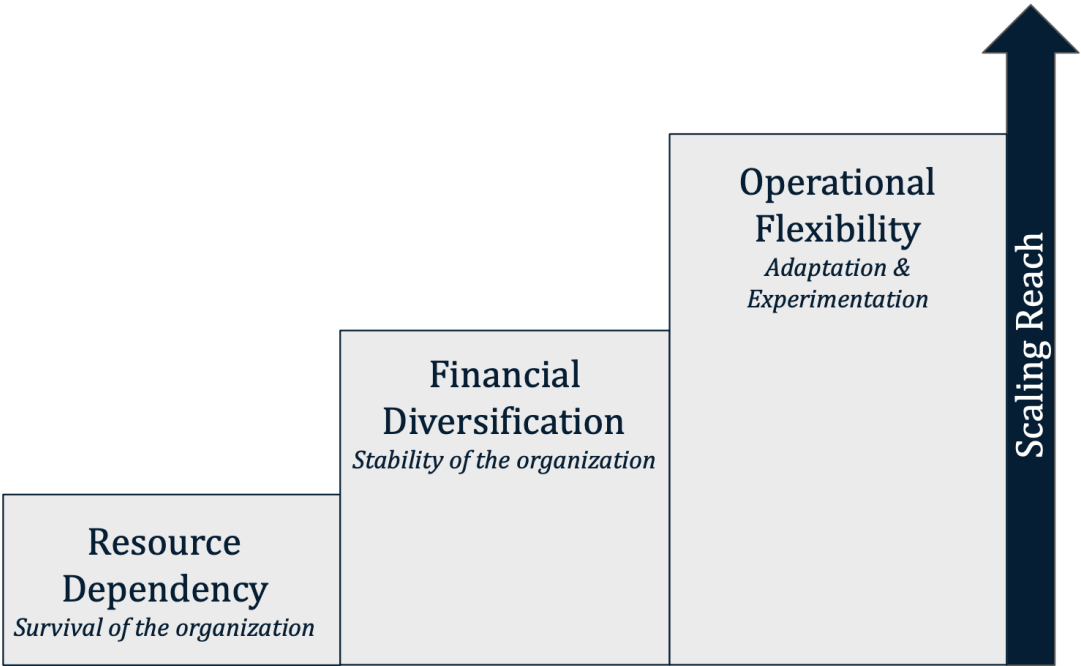 Resource
Dependency
Survival of the organization
Financial
Diversification
Stability of the organization
Operational
Flexibility
Adaptation &
Experimentation
Scaling Reach